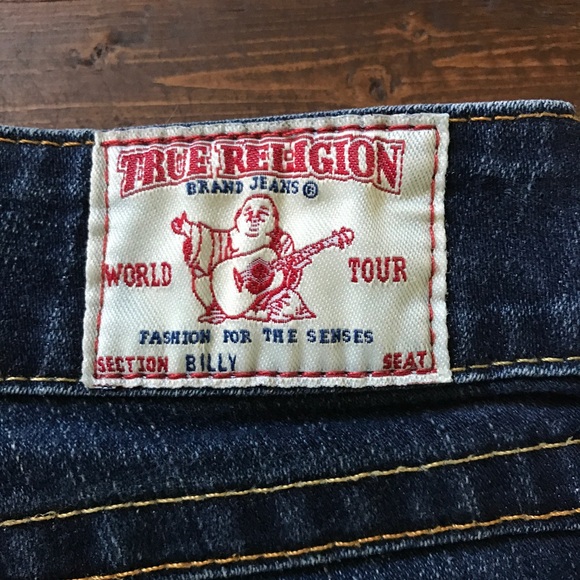 TRUE RELIGION
BRAND JEANS ®
WORLD TOUR
FASHION FOR THE SENSES
SECTION BILLY SEAT